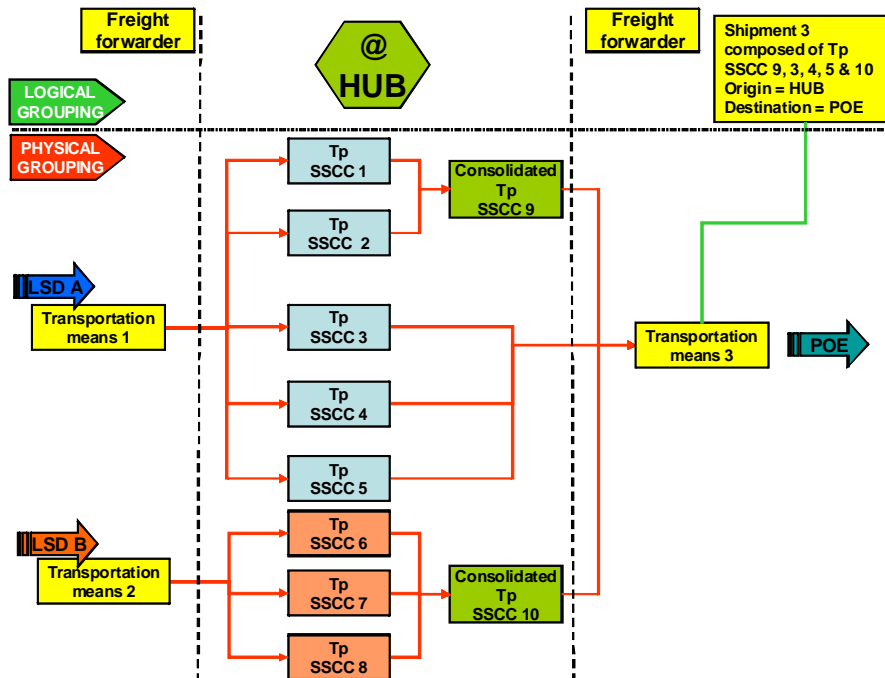 Freight
forwarder
@
HUB
Freight
forwarder
Shipment 3
composed of Tp
SSCC 9, 3, 4, 5 & 10
Origin = HUB
Destination = POE
LOGICAL
GROUPING
PHYSICAL
GROUPING
Tp
SSCC 1
Consolidated
Tp
SSCC 9
Tp
SSCC 2
LSD A
Transportation
means 1
Tp
SSCC 3
Transportation
means 3
POE
Tp
SSCC 4
Tp
SSCC 5
LSD B
Transportation
means 2
Tp
SSCC 6
Tp
SSCC 7
Consolidated
Tp
SSCC 10
Tp
SSCC 8